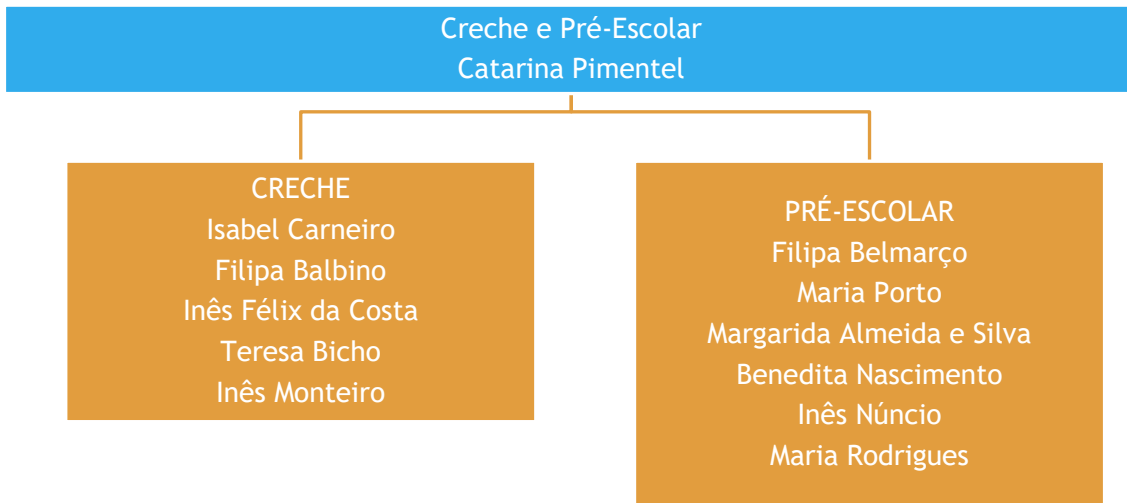 Creche e Pré-Escolar
Catarina Pimentel
CRECHE
Isabel Carneiro
Filipa Balbino
Inês Félix da Costa
Teresa Bicho
Inês Monteiro
PRÉ-ESCOLAR
Filipa Belmarço
Maria Porto
Margarida Almeida e Silva
Benedita Nascimento
Inês Núncio
Maria Rodrigues